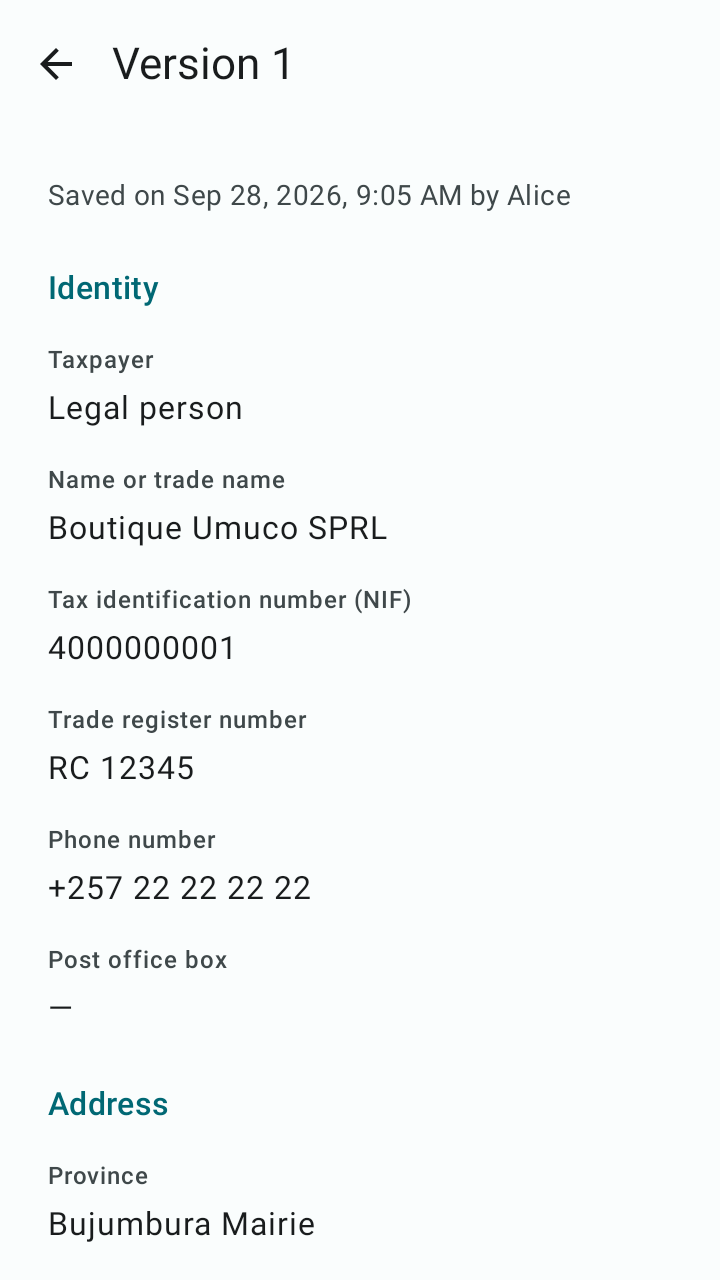 Version 1
Saved on Sep 28, 2026, 9:05 AM by Alice
Identity
Taxpayer
Legal person
Name or trade name
Boutique Umuco SPRL
Tax identification number (NIF)
4000000001
Trade register number
RC 12345
Phone number
+257 22 22 22 22
Post office box
—
Address
Province
Bujumbura Mairie